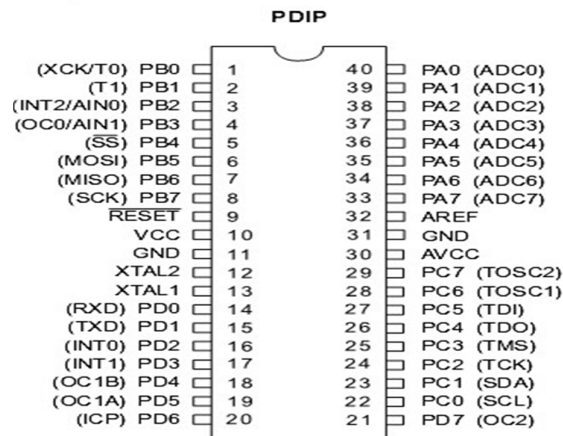 PDIP
(XCK/T0) PB0 1 40 PA0 (ADC0)
(T1) PB1 2 39 PA1 (ADC1)
(INT2/AIN0) PB2 3 38 PA2 (ADC2)
(OC0/AIN1) PB3 4 37 PA3 (ADC3)
(SS) PB4 5 36 PA4 (ADC4)
(MOSI) PB5 6 35 PA5 (ADC5)
(MISO) PB6 7 34 PA6 (ADC6)
(SCK) PB7 8 33 PA7 (ADC7)
RESET 9 32 AREF
VCC 10 31 GND
GND 11 30 AVCC
XTAL2 12 29 PC7 (TOSC2)
XTAL1 13 28 PC6 (TOSC1)
(RXD) PD0 14 27 PC5 (TDI)
(TXD) PD1 15 26 PC4 (TDO)
(INT0) PD2 16 25 PC3 (TMS)
(INT1) PD3 17 24 PC2 (TCK)
(OC1B) PD4 18 23 PC1 (SDA)
(OC1A) PD5 19 22 PC0 (SCL)
(ICP) PD6 20 21 PD7 (OC2)